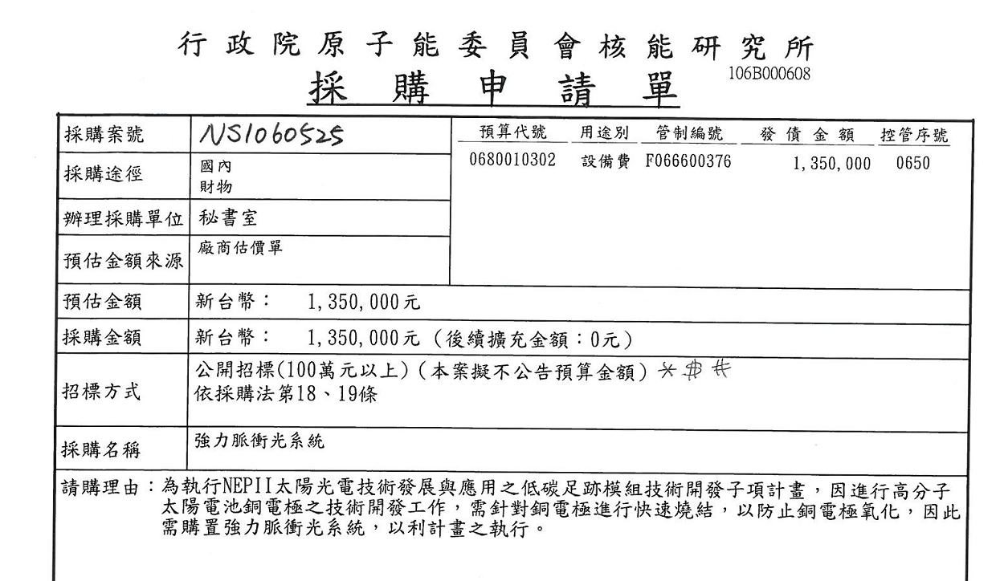 行政院原子能委員會核能研究所
106B000608
採購申請單
採購案號 NS1060525
預算代號 用途別 管制編號 發債金額 控管序號
0680010302 設備費 F066600376 1,350,000 0650
採購途徑 國內
財物
辦理採購單位 秘書室
預估金額來源 廠商估價單
預估金額 新台幣： 1,350,000元
採購金額 新台幣： 1,350,000元（後續擴充金額：0元）
招標方式 公開招標(100萬元以上)（本案擬不公告預算金額）
依採購法第18、19條
採購名稱 強力脈衝光系統
請購理由：為執行NEPII太陽光電技術發展與應用之低碳足跡模組技術開發子項計畫，因進行高分子
太陽電池銅電極之技術開發工作，需針對銅電極進行快速燒結，以防止銅電極氧化，因此
需購置強力脈衝光系統，以利計畫之執行。